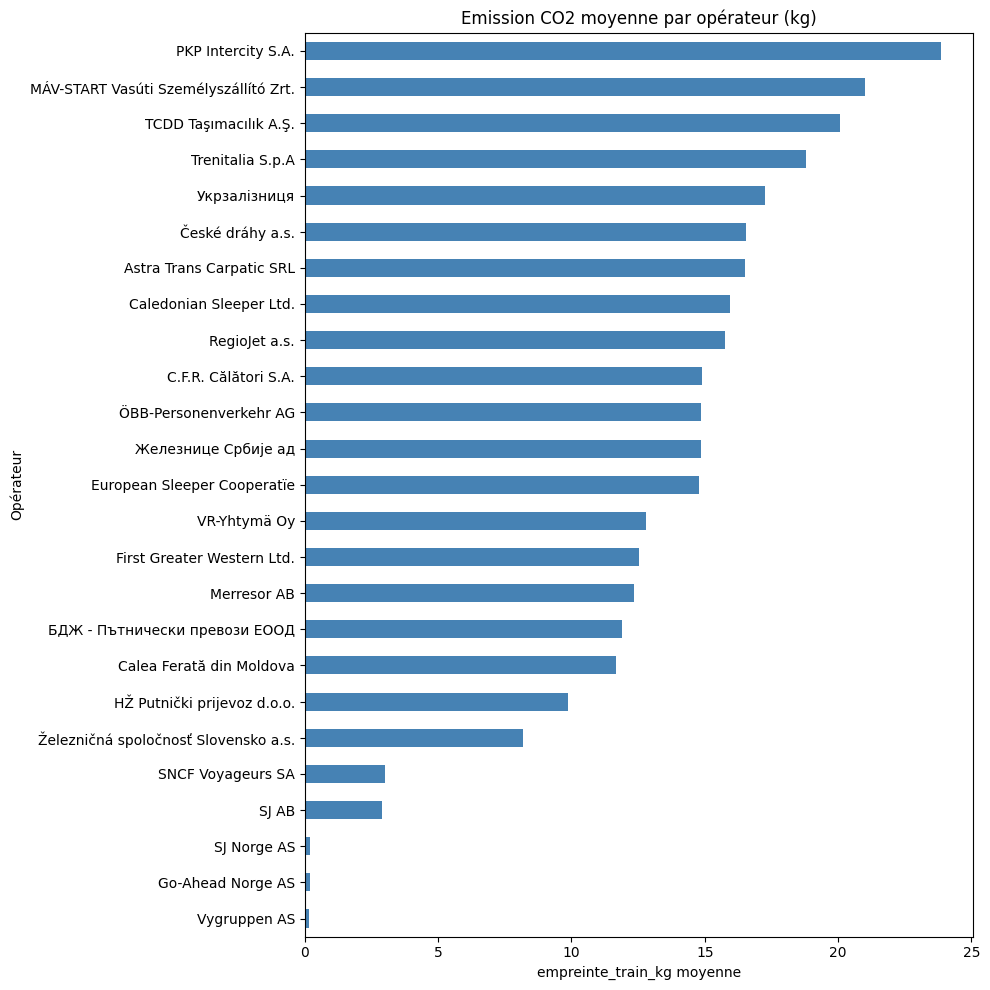 Emission CO2 moyenne par opérateur (kg)
PKP Intercity S.A.
MÁV-START Vasúti Személyszállító Zrt.
TCDD Taşımacılık A.Ş.
Trenitalia S.p.A
Укрзалізниця
České dráhy a.s.
Astra Trans Carpatic SRL
Caledonian Sleeper Ltd.
RegioJet a.s.
C.F.R. Călători S.A.
ÖBB-Personenverkehr AG
Железнице Србије ад
European Sleeper Cooperatïe
VR-Yhtymä Oy
First Greater Western Ltd.
Merresor AB
БДЖ - Пътнически превози ЕООД
Calea Ferată din Moldova
HŽ Putnički prijevoz d.o.o.
Železničná spoločnosť Slovensko a.s.
SNCF Voyageurs SA
SJ AB
SJ Norge AS
Go-Ahead Norge AS
Vygruppen AS
Opérateur
0 5 10 15 20 25
empreinte_train_kg moyenne